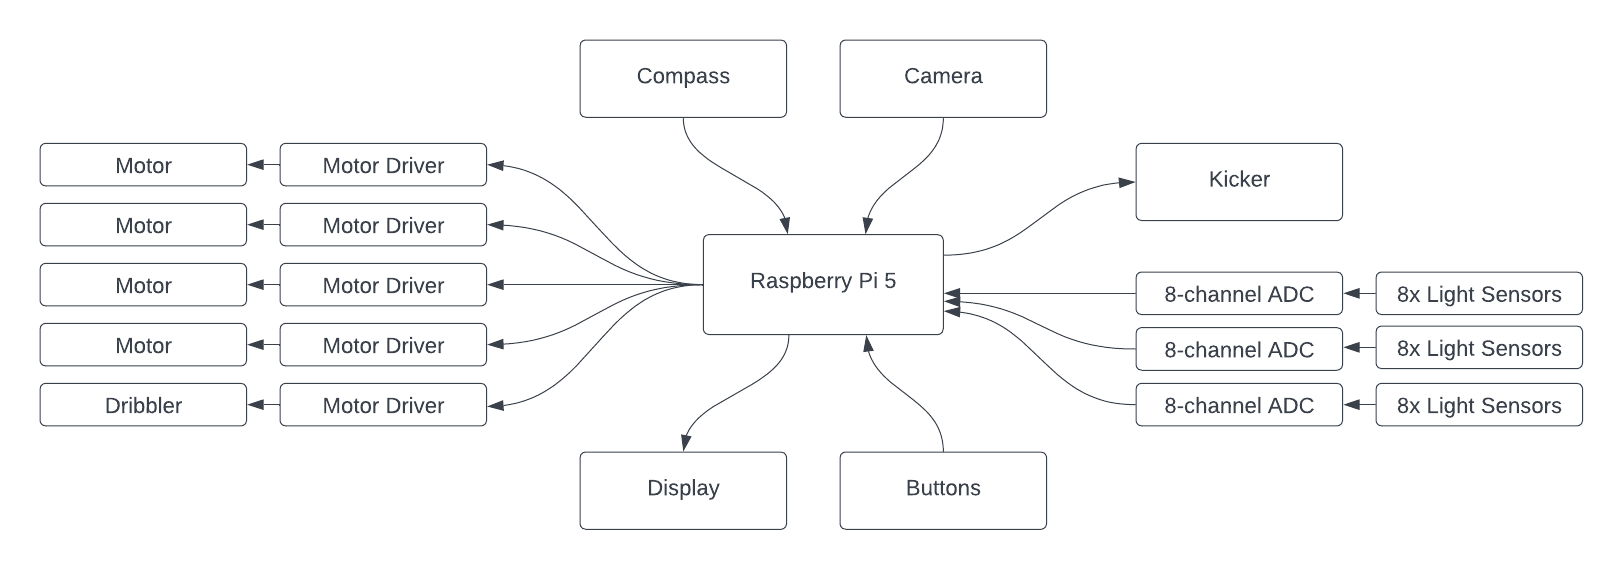 Compass
Camera
Motor
Motor Driver
Kicker
Motor
Motor Driver
Motor
Motor Driver
Raspberry Pi 5
8-channel ADC
8x Light Sensors
Motor
Motor Driver
8-channel ADC
8x Light Sensors
Dribbler
Motor Driver
8-channel ADC
8x Light Sensors
Display
Buttons